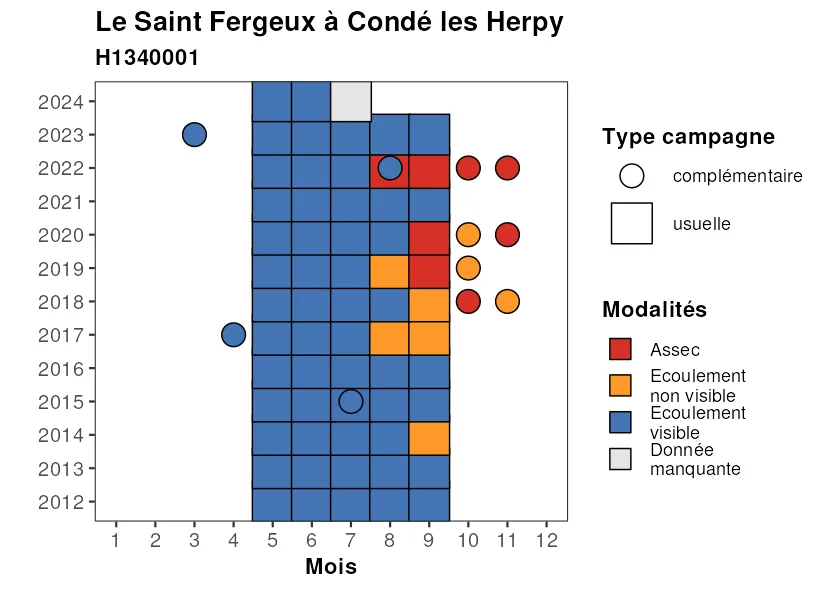 Le Saint Fergeux à Condé les Herpy
H1340001
2024
2023
2022
2021
2020
2019
2018
2017
2016
2015
2014
2013
2012
1 2 3 4 5 6 7 8 9 10 11 12
Mois
Type campagne
complémentaire
usuelle
Modalités
Assec
Ecoulement
non visible
Ecoulement
visible
Donnée
manquante